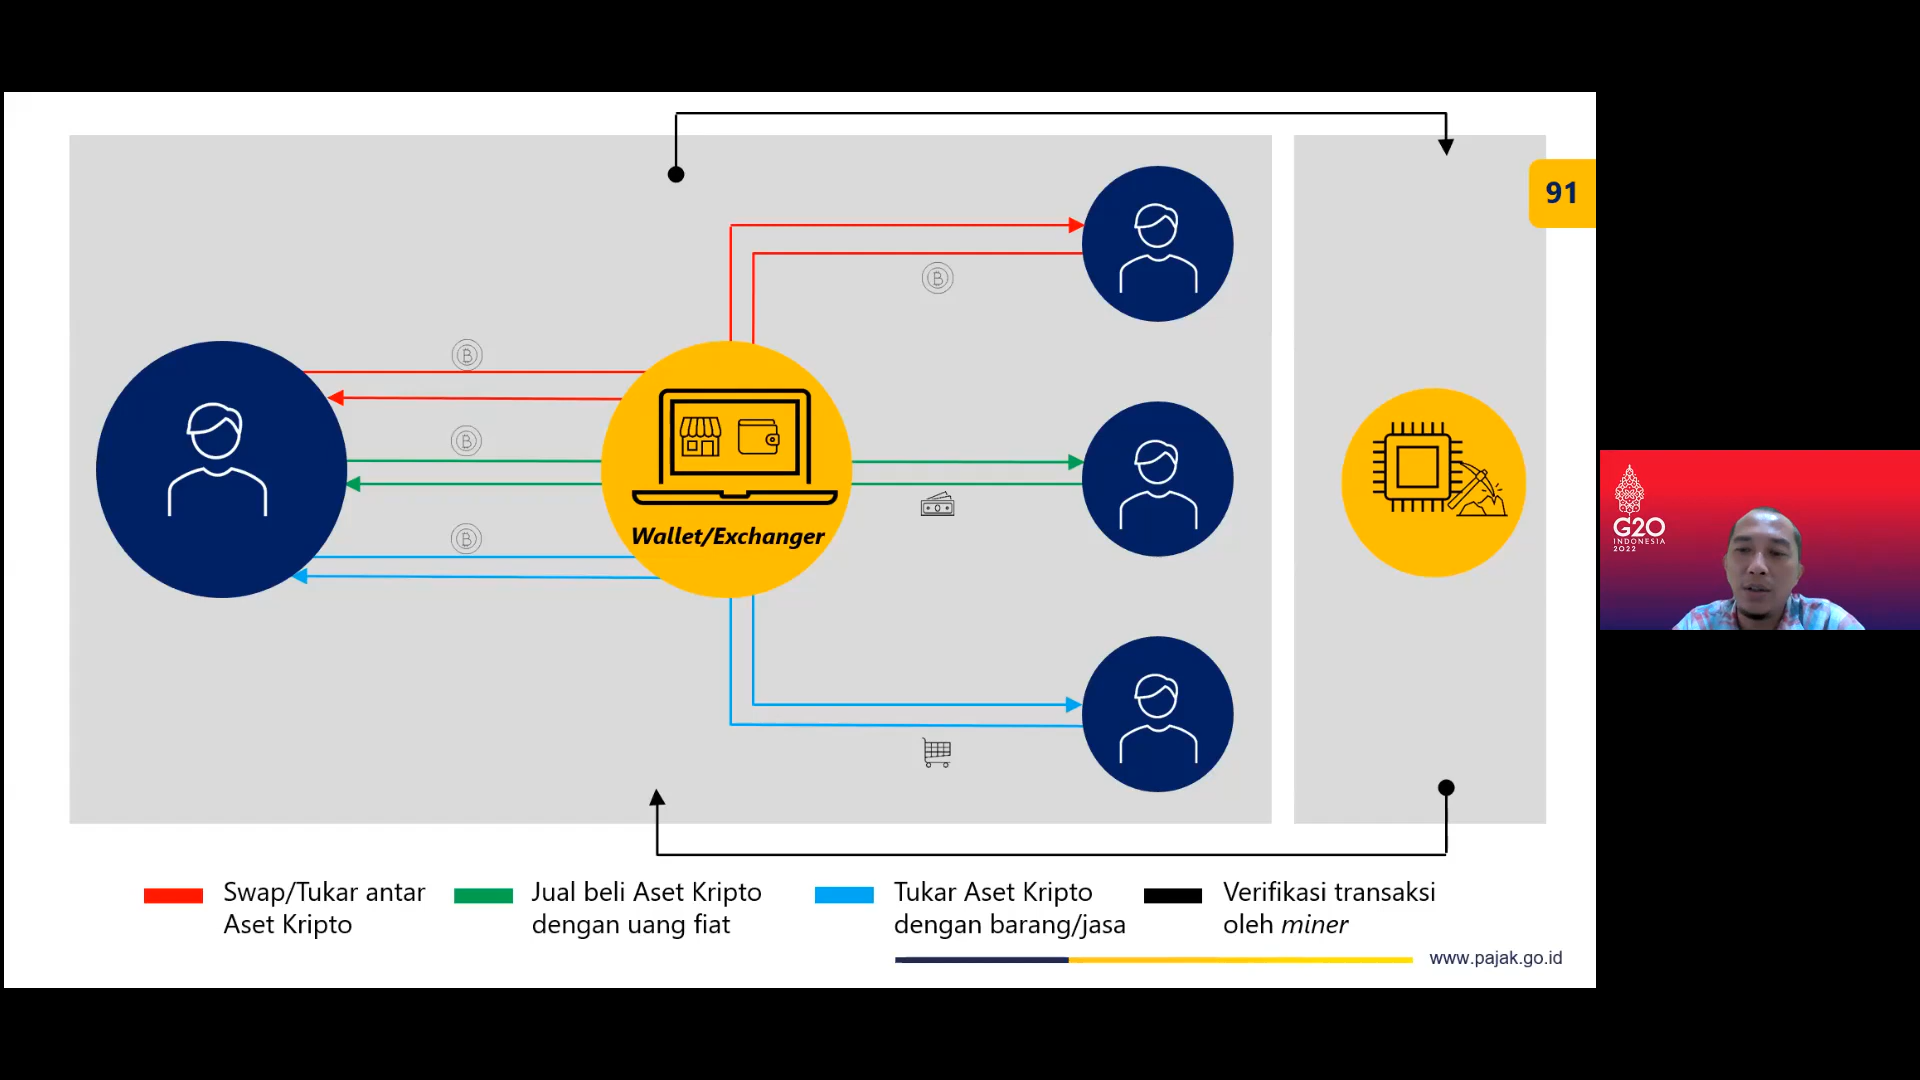 91
Wallet/Exchanger
Swap/Tukar antar
Aset Kripto
Jual beli Aset Kripto
dengan uang fiat
Tukar Aset Kripto
dengan barang/jasa
Verifikasi transaksi
oleh miner
www.pajak.go.id
G20
INDONESIA
2022